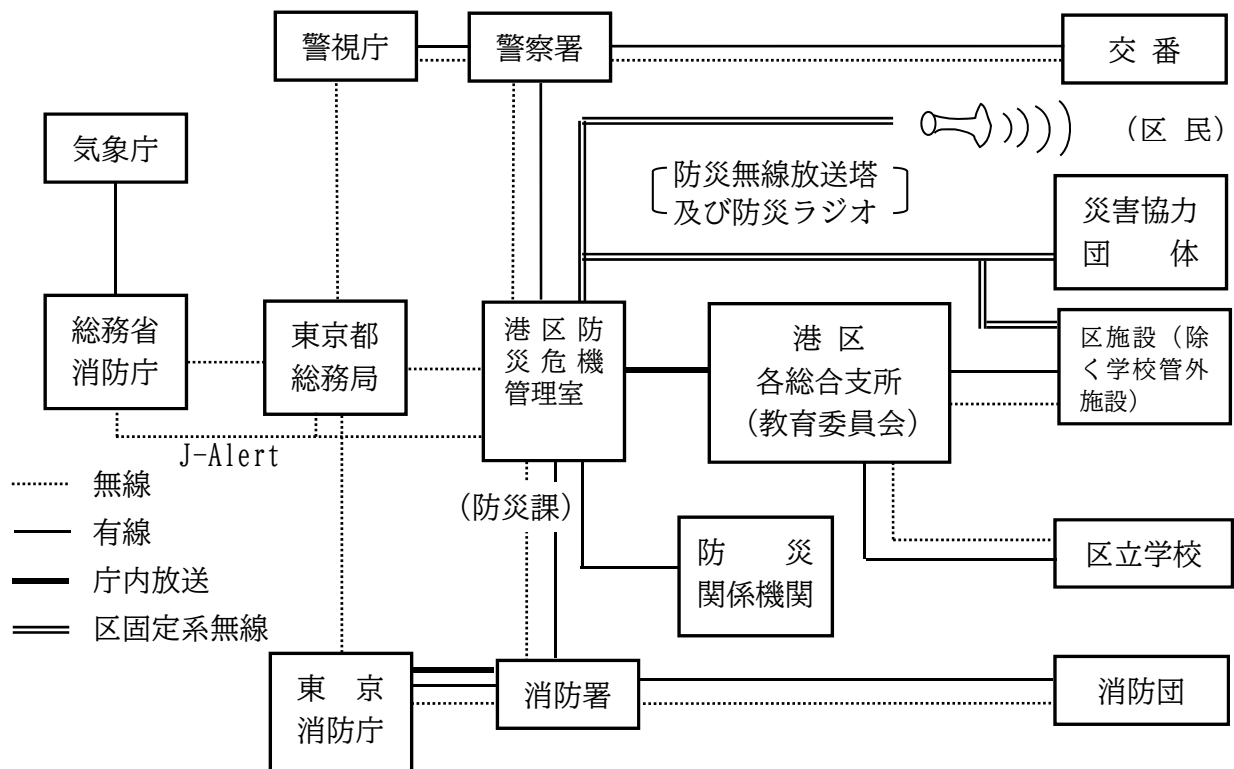 警視庁
警察署
交番
気象庁
(区民)
防災無線放送塔
及び防災ラジオ
災害協力
団体
総務省
消防庁
東京都
総務局
港区防
災危機
管理室
港区
各総合支所
(教育委員会)
区施設(除
く学校管外
施設)
J-Alert
無線
有線
庁内放送
区固定系無線
(防災課)
防災
関係機関
区立学校
東京
消防庁
消防署
消防団